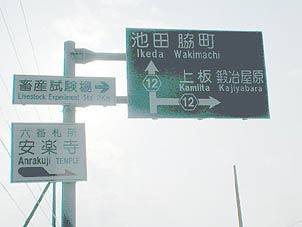 池田 脇町
Ikeda Wakimachi
上板 鍛冶屋原
Kamiita Kajiyabara
12
12
畜産試験場
Livestock Experiment Sta.
六番札所
安楽寺
Anrakuji TEMPLE